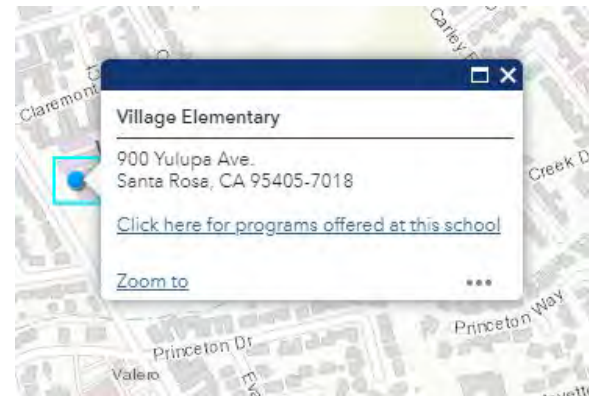 Carley
Claremont
Village Elementary
900 Yulupa Ave.
Santa Rosa, CA 95405-7018
Creek D
Click here for programs offered at this school
Zoom to
Princeton Way
Princeton Dr
Valero